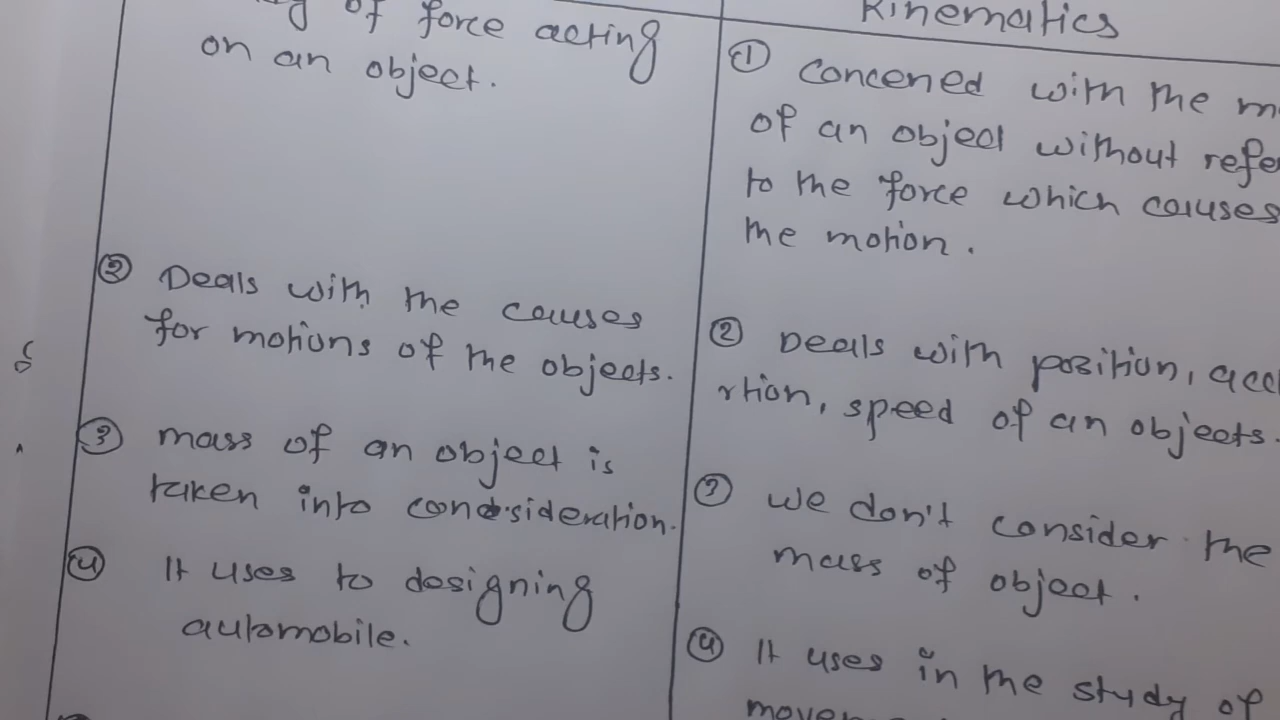 of force acting
on an object.
② Deals with the causes
for motions of the objects.
③ mass of an object is
taken into condsideration.
④ It uses to designing
automobile.
Kinematics
① Concened with the
of an object without
to the force which causes
the motion.
② Deals with position,
rtion, speed of an objects.
③ we don't consider the
mass of object.
④ It uses in the study of